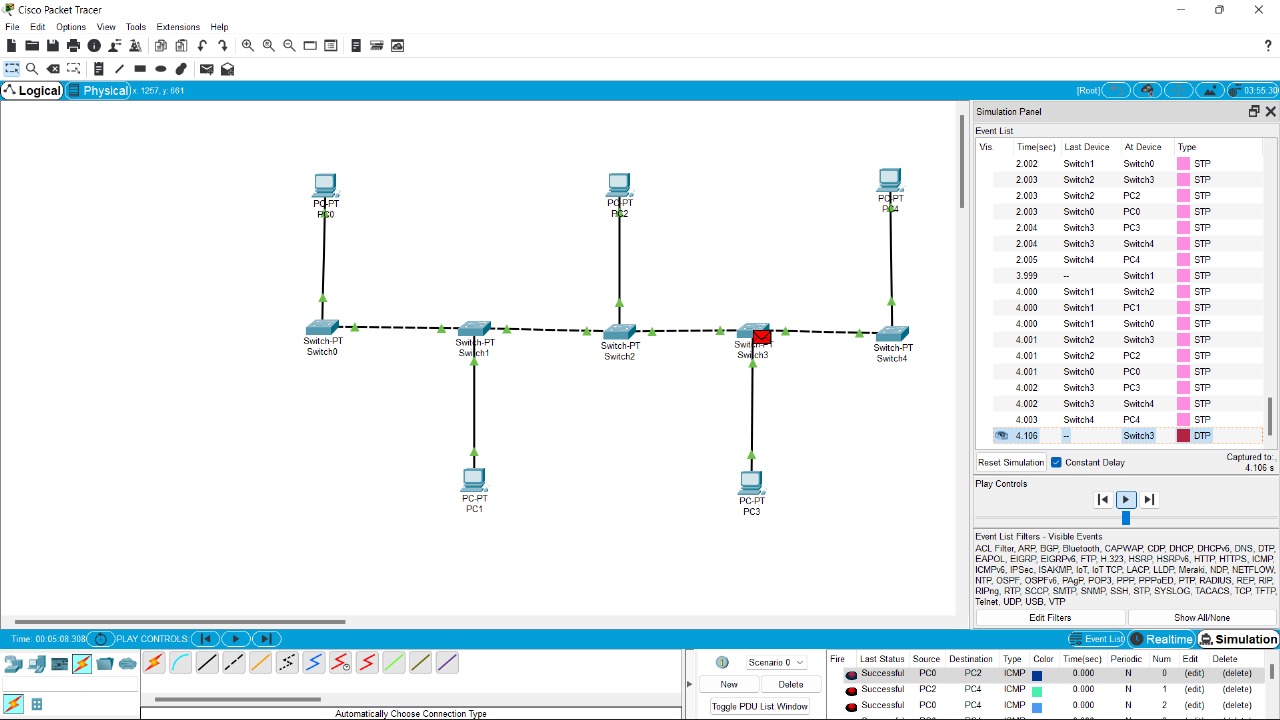 Cisco Packet Tracer
File Edit Options View Tools Extensions Help
?
Logical Physical x: 1257, y: 661 [Root] 03:55:30
PC-PT
PC0
PC-PT
PC2
PC-PT
PC4
Switch-PT
Switch0
Switch-PT
Switch1
Switch-PT
Switch2
Switch-PT
Switch3
Switch-PT
Switch4
PC-PT
PC1
PC-PT
PC3
Simulation Panel
Event List
Vis. Time(sec) Last Device At Device Type
2.002 Switch1 Switch0 STP
2.003 Switch2 Switch3 STP
2.003 Switch2 PC2 STP
2.003 Switch0 PC0 STP
2.004 Switch3 PC3 STP
2.004 Switch3 Switch4 STP
2.005 Switch4 PC4 STP
3.999 -- Switch1 STP
4.000 Switch1 Switch2 STP
4.000 Switch1 PC1 STP
4.000 Switch1 Switch0 STP
4.001 Switch2 Switch3 STP
4.001 Switch2 PC2 STP
4.001 Switch0 PC0 STP
4.002 Switch3 PC3 STP
4.002 Switch3 Switch4 STP
4.003 Switch4 PC4 STP
4.106 -- Switch3 DTP
Reset Simulation Constant Delay Captured to:
4.106 s
Play Controls
Event List Filters - Visible Events
ACL Filter, ARP, BGP, Bluetooth, CAPWAP, CDP, DHCP, DHCPv6, DNS, DTP,
EAPOL, EIGRP, EIGRPv6, FTP, H.323, HSRP, HSRPv6, HTTP, HTTPS, ICMP,
ICMPv6, IPSec, ISAKMP, IoT, IoT TCP, LACP, LLDP, Meraki, NDP, NETFLOW,
NTP, OSPF, OSPFv6, PAgP, POP3, PPP, PPPoED, PTP, RADIUS, REP, RIP,
RIPng, RTP, SCCP, SMTP, SNMP, SSH, STP, SYSLOG, TACACS, TCP, TFTP,
Telnet, UDP, USB, VTP
Edit Filters Show All/None
Time: 00:05:08.308 PLAY CONTROLS: Event List Realtime Simulation
Automatically Choose Connection Type
Scenario 0
New Delete
Toggle PDU List Window
Fire Last Status Source Destination Type Color Time(sec) Periodic Num Edit Delete
Successful PC0 PC2 ICMP 0.000 N 0 (edit) (delete)
Successful PC2 PC4 ICMP 0.000 N 1 (edit) (delete)
Successful PC0 PC4 ICMP 0.000 N 2 (edit) (delete)